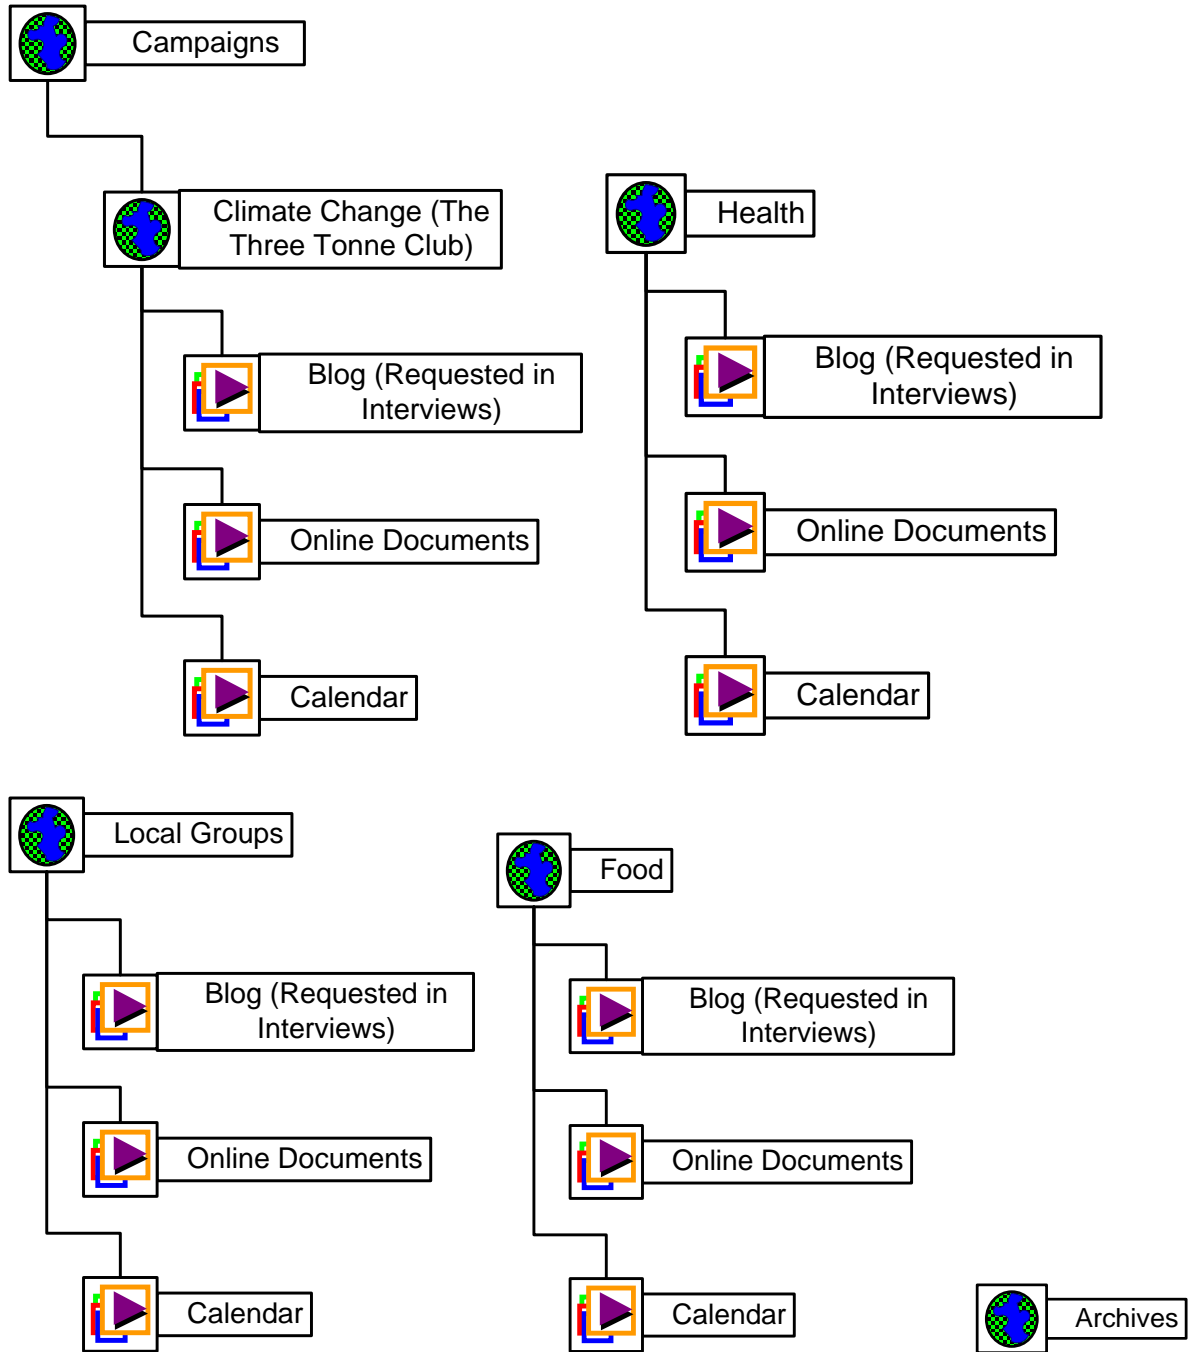 Campaigns
Climate Change (The
Three Tonne Club)
Blog (Requested in
Interviews)
Online Documents
Calendar
Health
Blog (Requested in
Interviews)
Online Documents
Calendar
Local Groups
Blog (Requested in
Interviews)
Online Documents
Calendar
Food
Blog (Requested in
Interviews)
Online Documents
Calendar
Archives